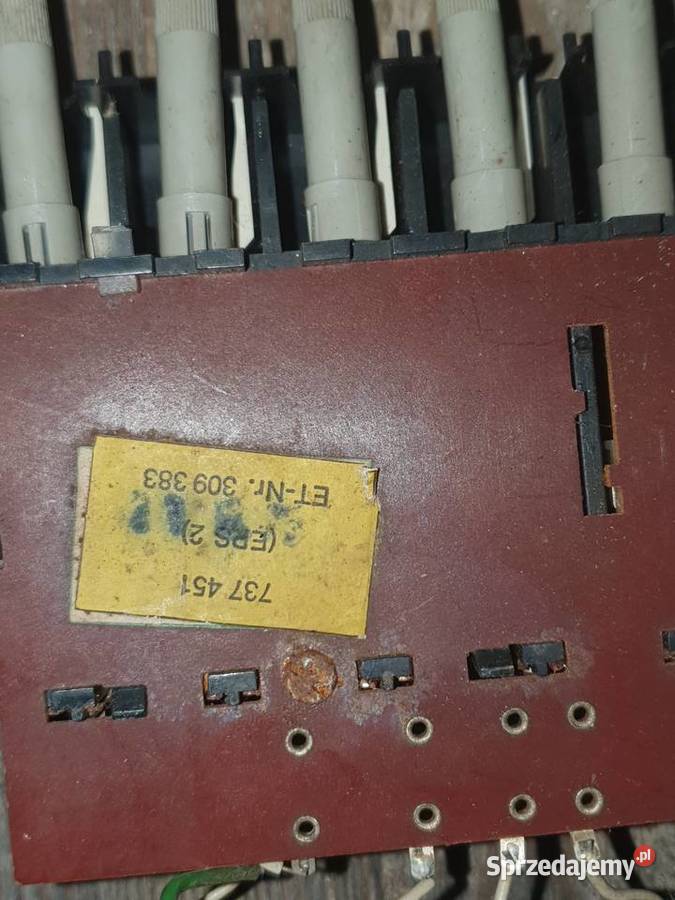 737 451
(EPS 2)
ET-Nr. 309 383
Sprzedajemy.pl